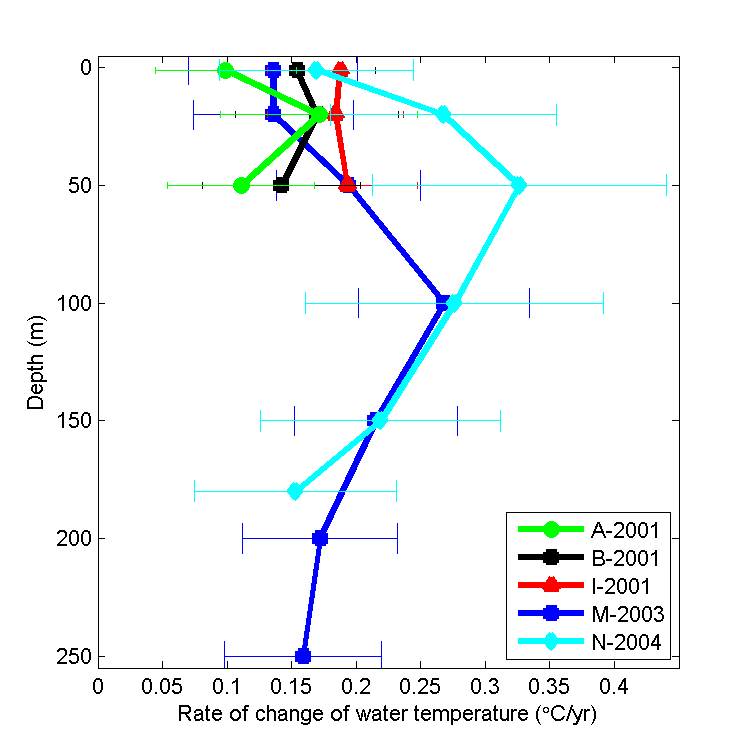 0
50
100
150
200
250
Depth (m)
A-2001
B-2001
I-2001
M-2003
N-2004
0 0.05 0.1 0.15 0.2 0.25 0.3 0.35 0.4
Rate of change of water temperature (°C/yr)